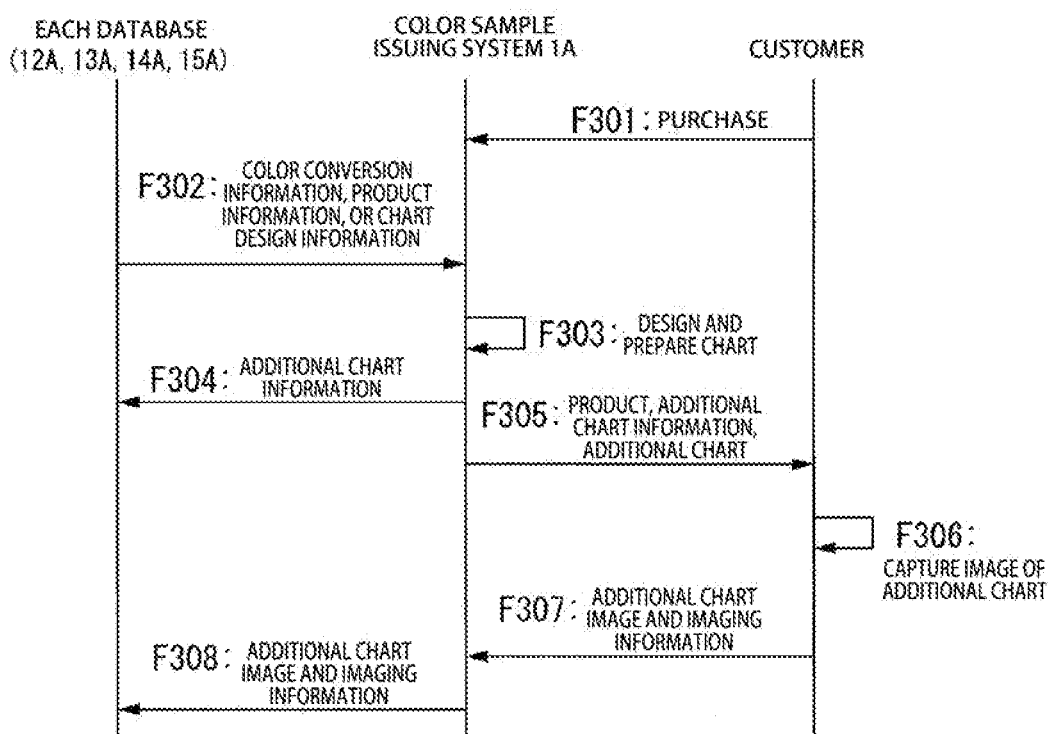 EACH DATABASE
(12A, 13A, 14A, 15A)
COLOR SAMPLE
ISSUING SYSTEM 1A
CUSTOMER
F301: PURCHASE
F302: COLOR CONVERSION
INFORMATION, PRODUCT
INFORMATION, OR CHART
DESIGN INFORMATION
F303: DESIGN AND
PREPARE CHART
F304: ADDITIONAL CHART
INFORMATION
F305: PRODUCT, ADDITIONAL
CHART INFORMATION,
ADDITIONAL CHART
F306:
CAPTURE IMAGE OF
ADDITIONAL CHART
F307: ADDITIONAL CHART
IMAGE AND IMAGING
INFORMATION
F308: ADDITIONAL CHART
IMAGE AND IMAGING
INFORMATION